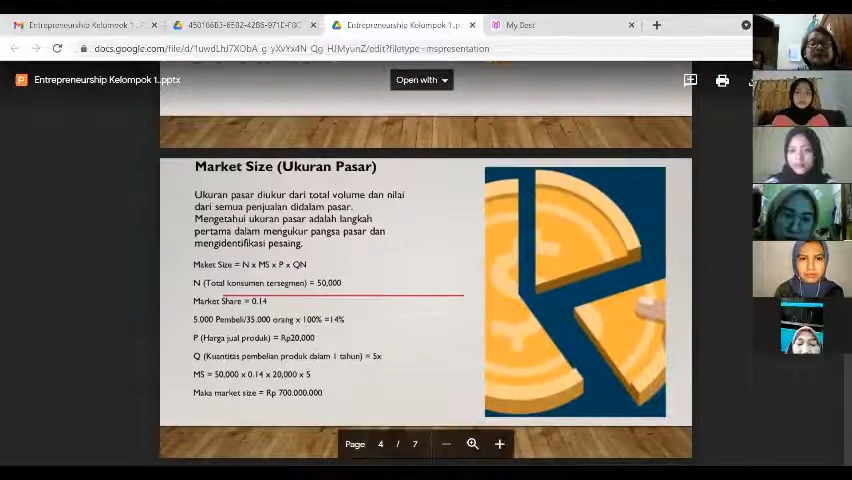 Entrepreneurship Kelompok 1.
Entrepreneurship Kelompok 1.p
My Best
docs.google.com/file/d/
/edit?filetype=mspresentation
P Entrepreneurship Kelompok 1..pptx
Open with
Market Size (Ukuran Pasar)
Ukuran pasar diukur dari total volume dan nilai
dari semua penjualan didalam pasar.
Mengetahui ukuran pasar adalah langkah
pertama dalam mengukur pangsa pasar dan
mengidentifikasi pesaing.
Maket Size = N x MS x P x QN
N (Total konsumen tersegmen) = 50,000
Market Share = 0.14
5.000 Pembeli/35.000 orang x 100% =14%
P (Harga jual produk) = Rp20,000
Q (Kuantitas pembelian produk dalam 1 tahun) = 5x
MS = 50,000 x 0.14 x 20,000 x 5
Maka market size = Rp 700.000.000
Page 4 / 7